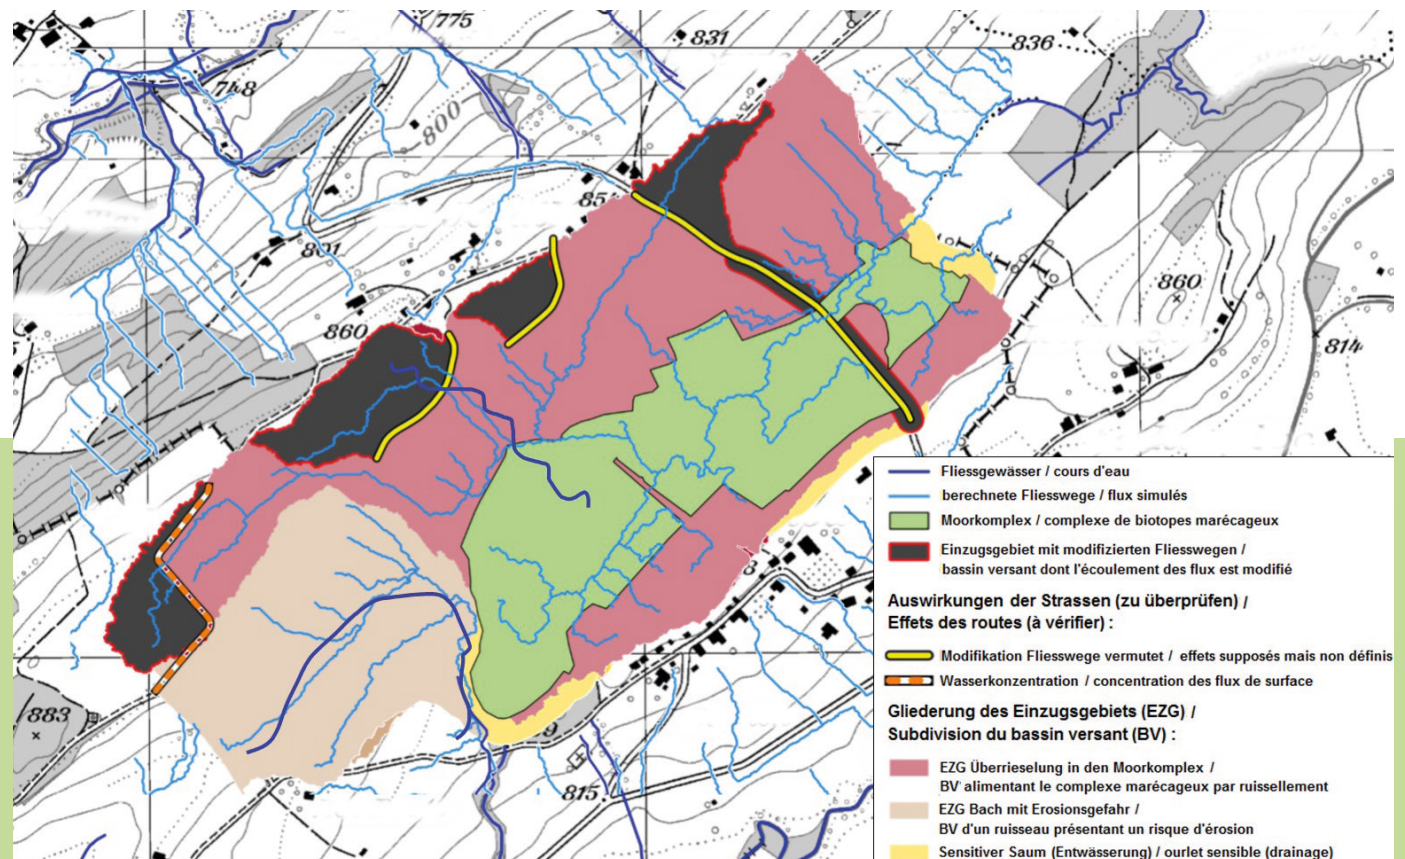 775
831
836
748
800
851
801
860
860
814
883
815
Fliessgewässer / cours d'eau
berechnete Fliesswege / flux simulés
Moorkomplex / complexe de biotopes marécageux
Einzugsgebiet mit modifizierten Fliesswegen /
bassin versant dont l'écoulement des flux est modifié
Auswirkungen der Strassen (zu überprüfen) /
Effets des routes (à vérifier) :
Modifikation Fliesswege vermutet / effets supposés mais non définis
Wasserkonzentration / concentration des flux de surface
Gliederung des Einzugsgebiets (EZG) /
Subdivision du bassin versant (BV) :
EZG Überrieselung in den Moorkomplex /
BV alimentant le complexe marécageux par ruissellement
EZG Bach mit Erosionsgefahr /
BV d'un ruisseau présentant un risque d'érosion
Sensitiver Saum (Entwässerung) / ourlet sensible (drainage)